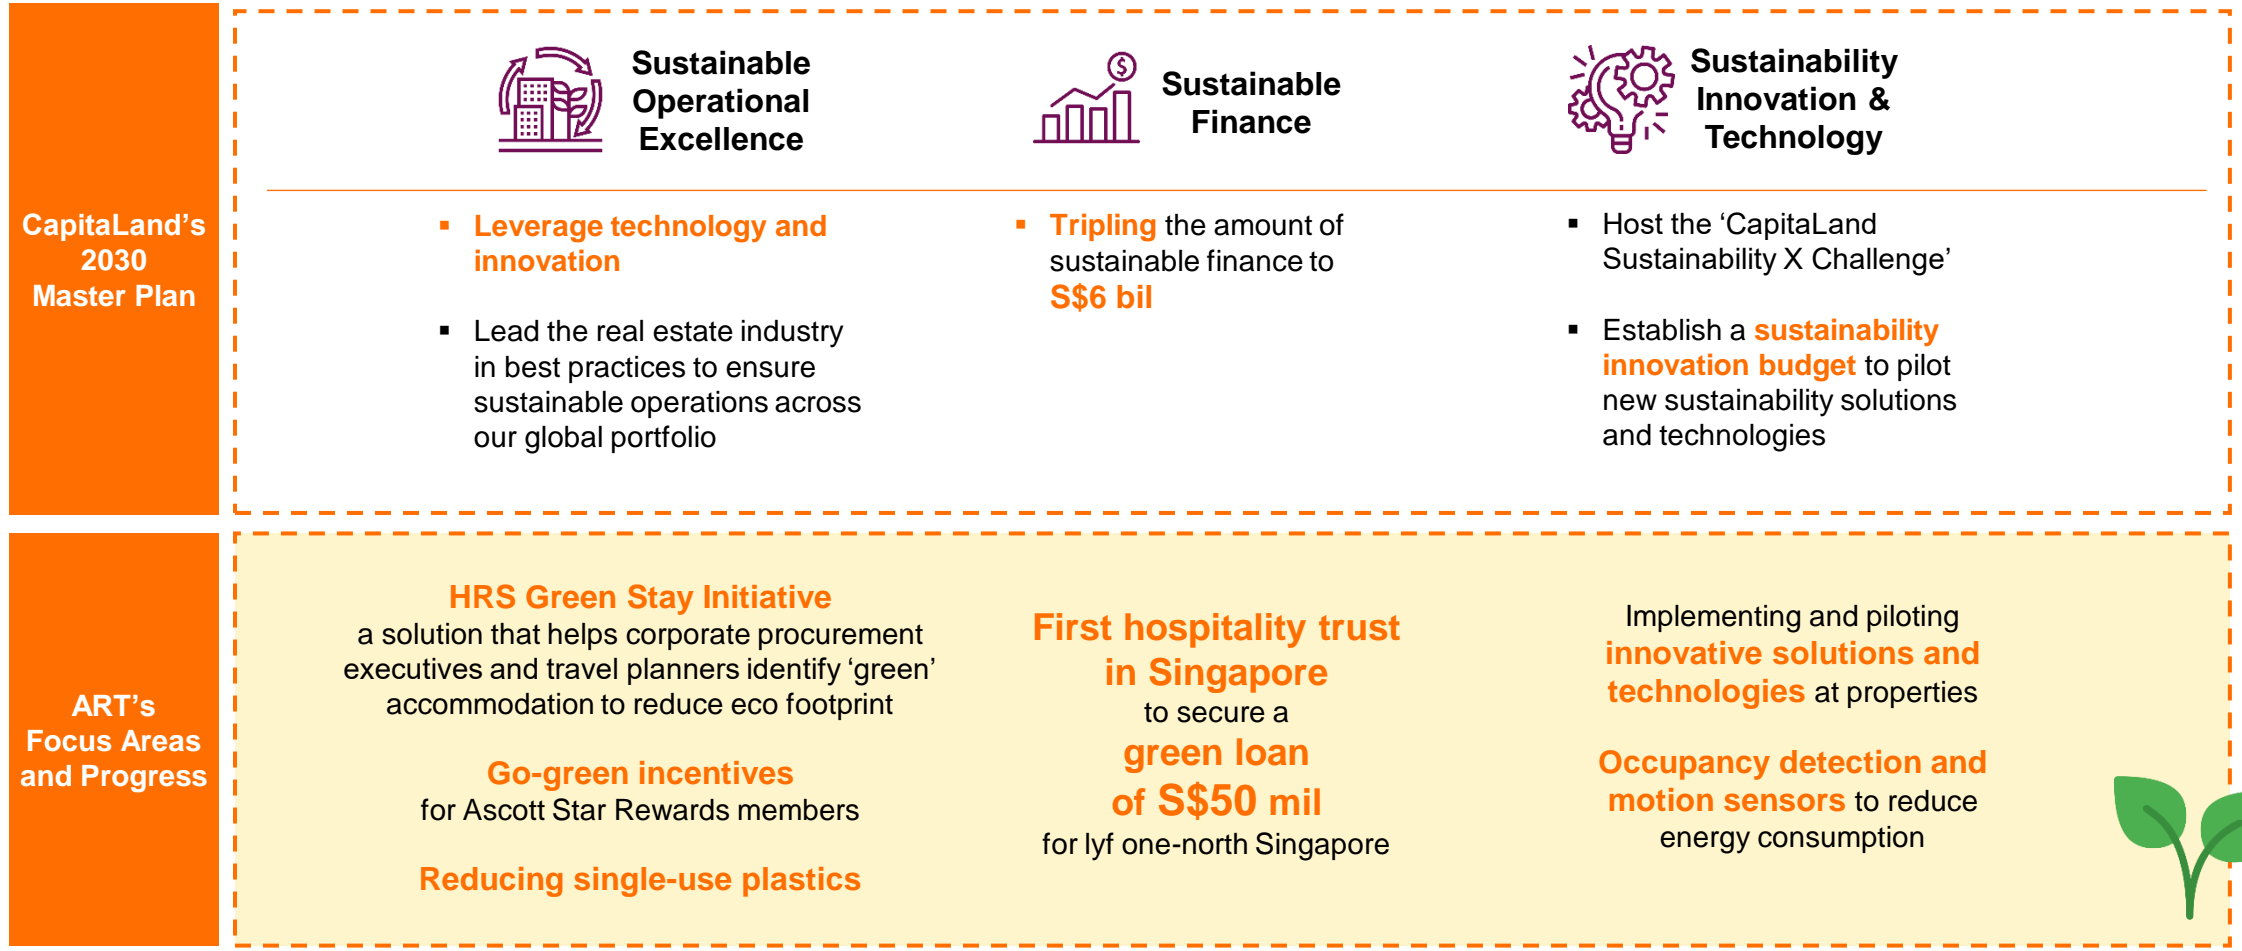 CapitaLand’s
2030
Master Plan
Sustainable
Operational
Excellence
Sustainable
Finance
Sustainability
Innovation &
Technology
▪ Leverage technology and
innovation
▪ Lead the real estate industry
in best practices to ensure
sustainable operations across
our global portfolio
▪ Tripling the amount of
sustainable finance to
S$6 bil
▪ Host the ‘CapitaLand
Sustainability X Challenge’
▪ Establish a sustainability
innovation budget to pilot
new sustainability solutions
and technologies
ART’s
Focus Areas
and Progress
HRS Green Stay Initiative
a solution that helps corporate procurement
executives and travel planners identify ‘green’
accommodation to reduce eco footprint
Go-green incentives
for Ascott Star Rewards members
Reducing single-use plastics
First hospitality trust
in Singapore
to secure a
green loan
of S$50 mil
for lyf one-north Singapore
Implementing and piloting
innovative solutions and
technologies at properties
Occupancy detection and
motion sensors to reduce
energy consumption